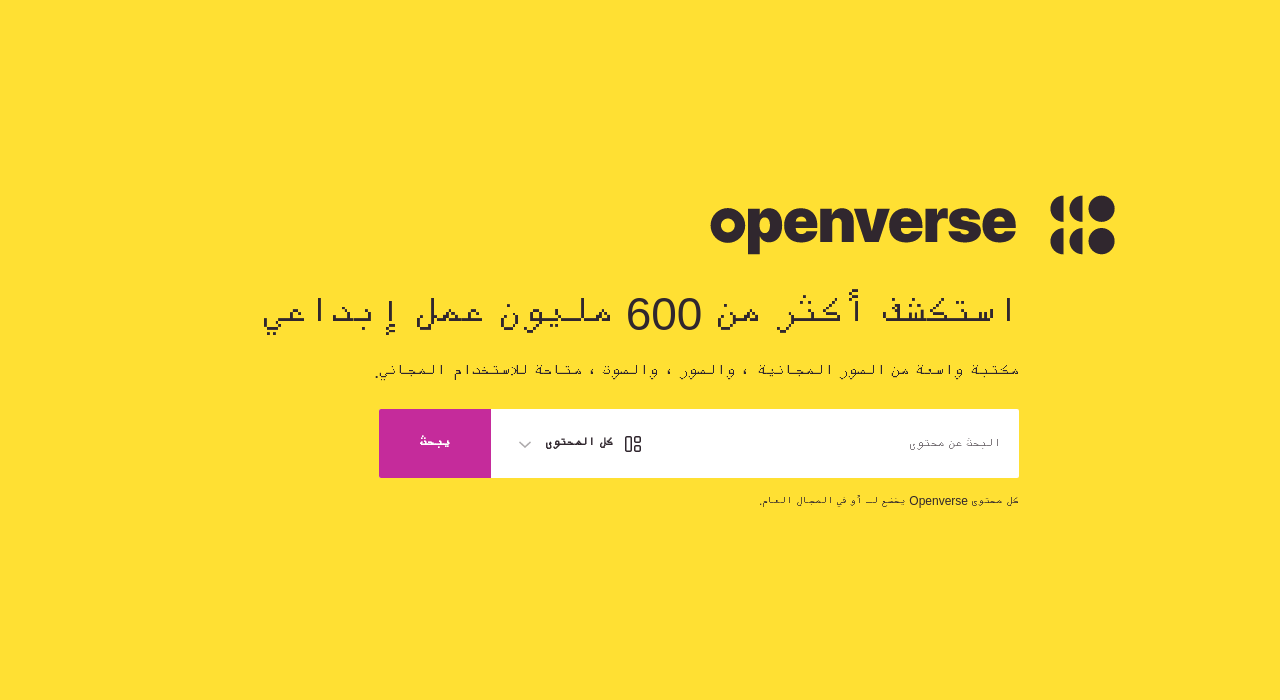 openverse
استكشف أكثر من 600 مليون عمل إبداعي
مكتبة واسعة من الصور المجانية ، والصور ، والصوت ، متاحة للاستخدام المجاني.
البحث عن محتوى
كل المحتوى
يبحث
كل محتوى Openverse يخضع لـ أو في المجال العام.